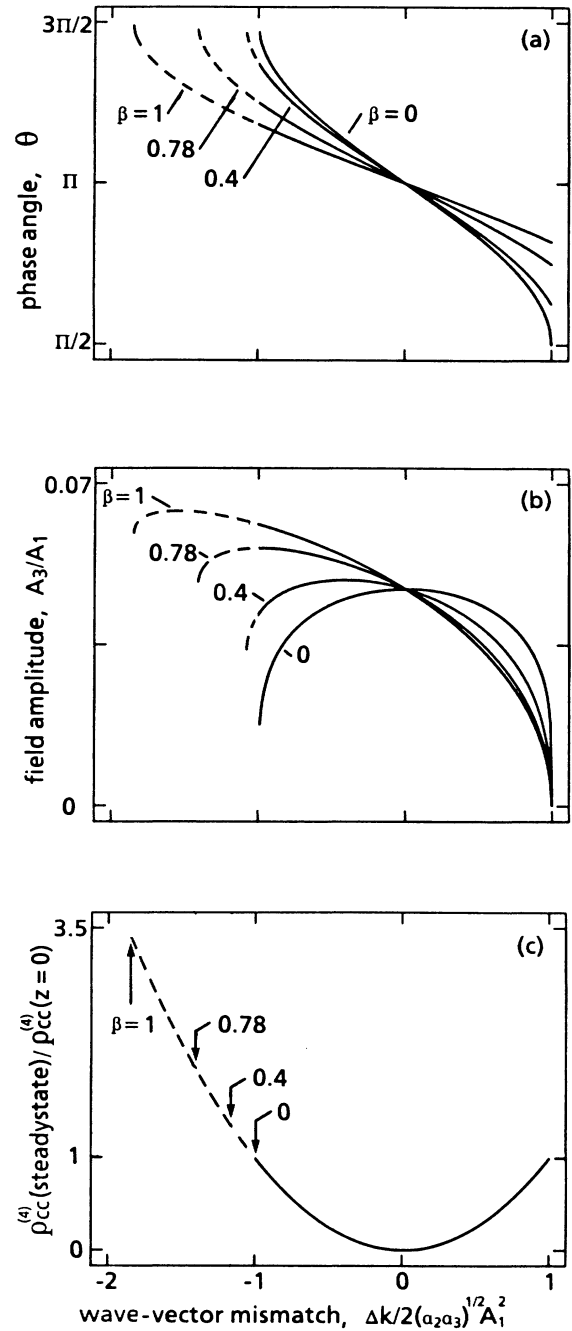 3Π/2
(a)
β=1
β=0
0.78
0.4
Π
phase angle, θ
Π/2
0.07
(b)
β=1
0.78
0.4
0
field amplitude, A₃/A₁
0
3.5
(c)
β=1
0.78
0.4
0
1
ρcc⁽⁴⁾(steadystate)/ρcc⁽⁴⁾(z=0)
0
-2 -1 0 1
wave-vector mismatch, Δk/2(α₂α₃)^1/2 A₁²